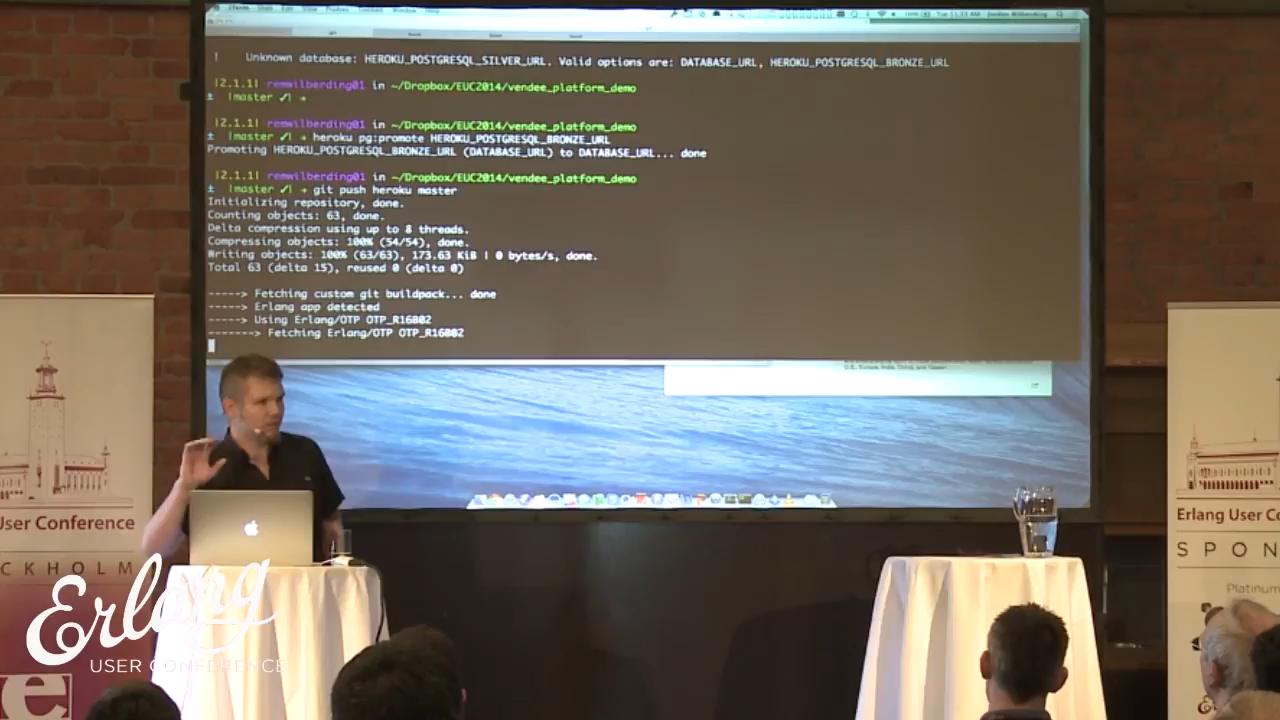 ! Unknown database: HEROKU_POSTGRESQL_SILVER_URL. Valid options are: DATABASE_URL, HEROKU_POSTGRESQL_BRONZE_URL
|2.1.1| remwilberding01 in ~/Dropbox/EUC2014/vendee_platform_demo
± |master ✓| →
|2.1.1| remwilberding01 in ~/Dropbox/EUC2014/vendee_platform_demo
± |master ✓| → heroku pg:promote HEROKU_POSTGRESQL_BRONZE_URL
Promoting HEROKU_POSTGRESQL_BRONZE_URL (DATABASE_URL) to DATABASE_URL... done
|2.1.1| remwilberding01 in ~/Dropbox/EUC2014/vendee_platform_demo
± |master ✓| → git push heroku master
Initializing repository, done.
Counting objects: 63, done.
Delta compression using up to 8 threads.
Compressing objects: 100% (54/54), done.
Writing objects: 100% (63/63), 173.63 KiB | 0 bytes/s, done.
Total 63 (delta 15), reused 0 (delta 0)
-----> Fetching custom git buildpack... done
-----> Erlang app detected
-----> Using Erlang/OTP OTP_R16B02
-------> Fetching Erlang/OTP OTP_R16B02
User Conference
CKHOLM
Erlang
USER CONFERENCE
e
Erlang User Co
SPON
Platinum